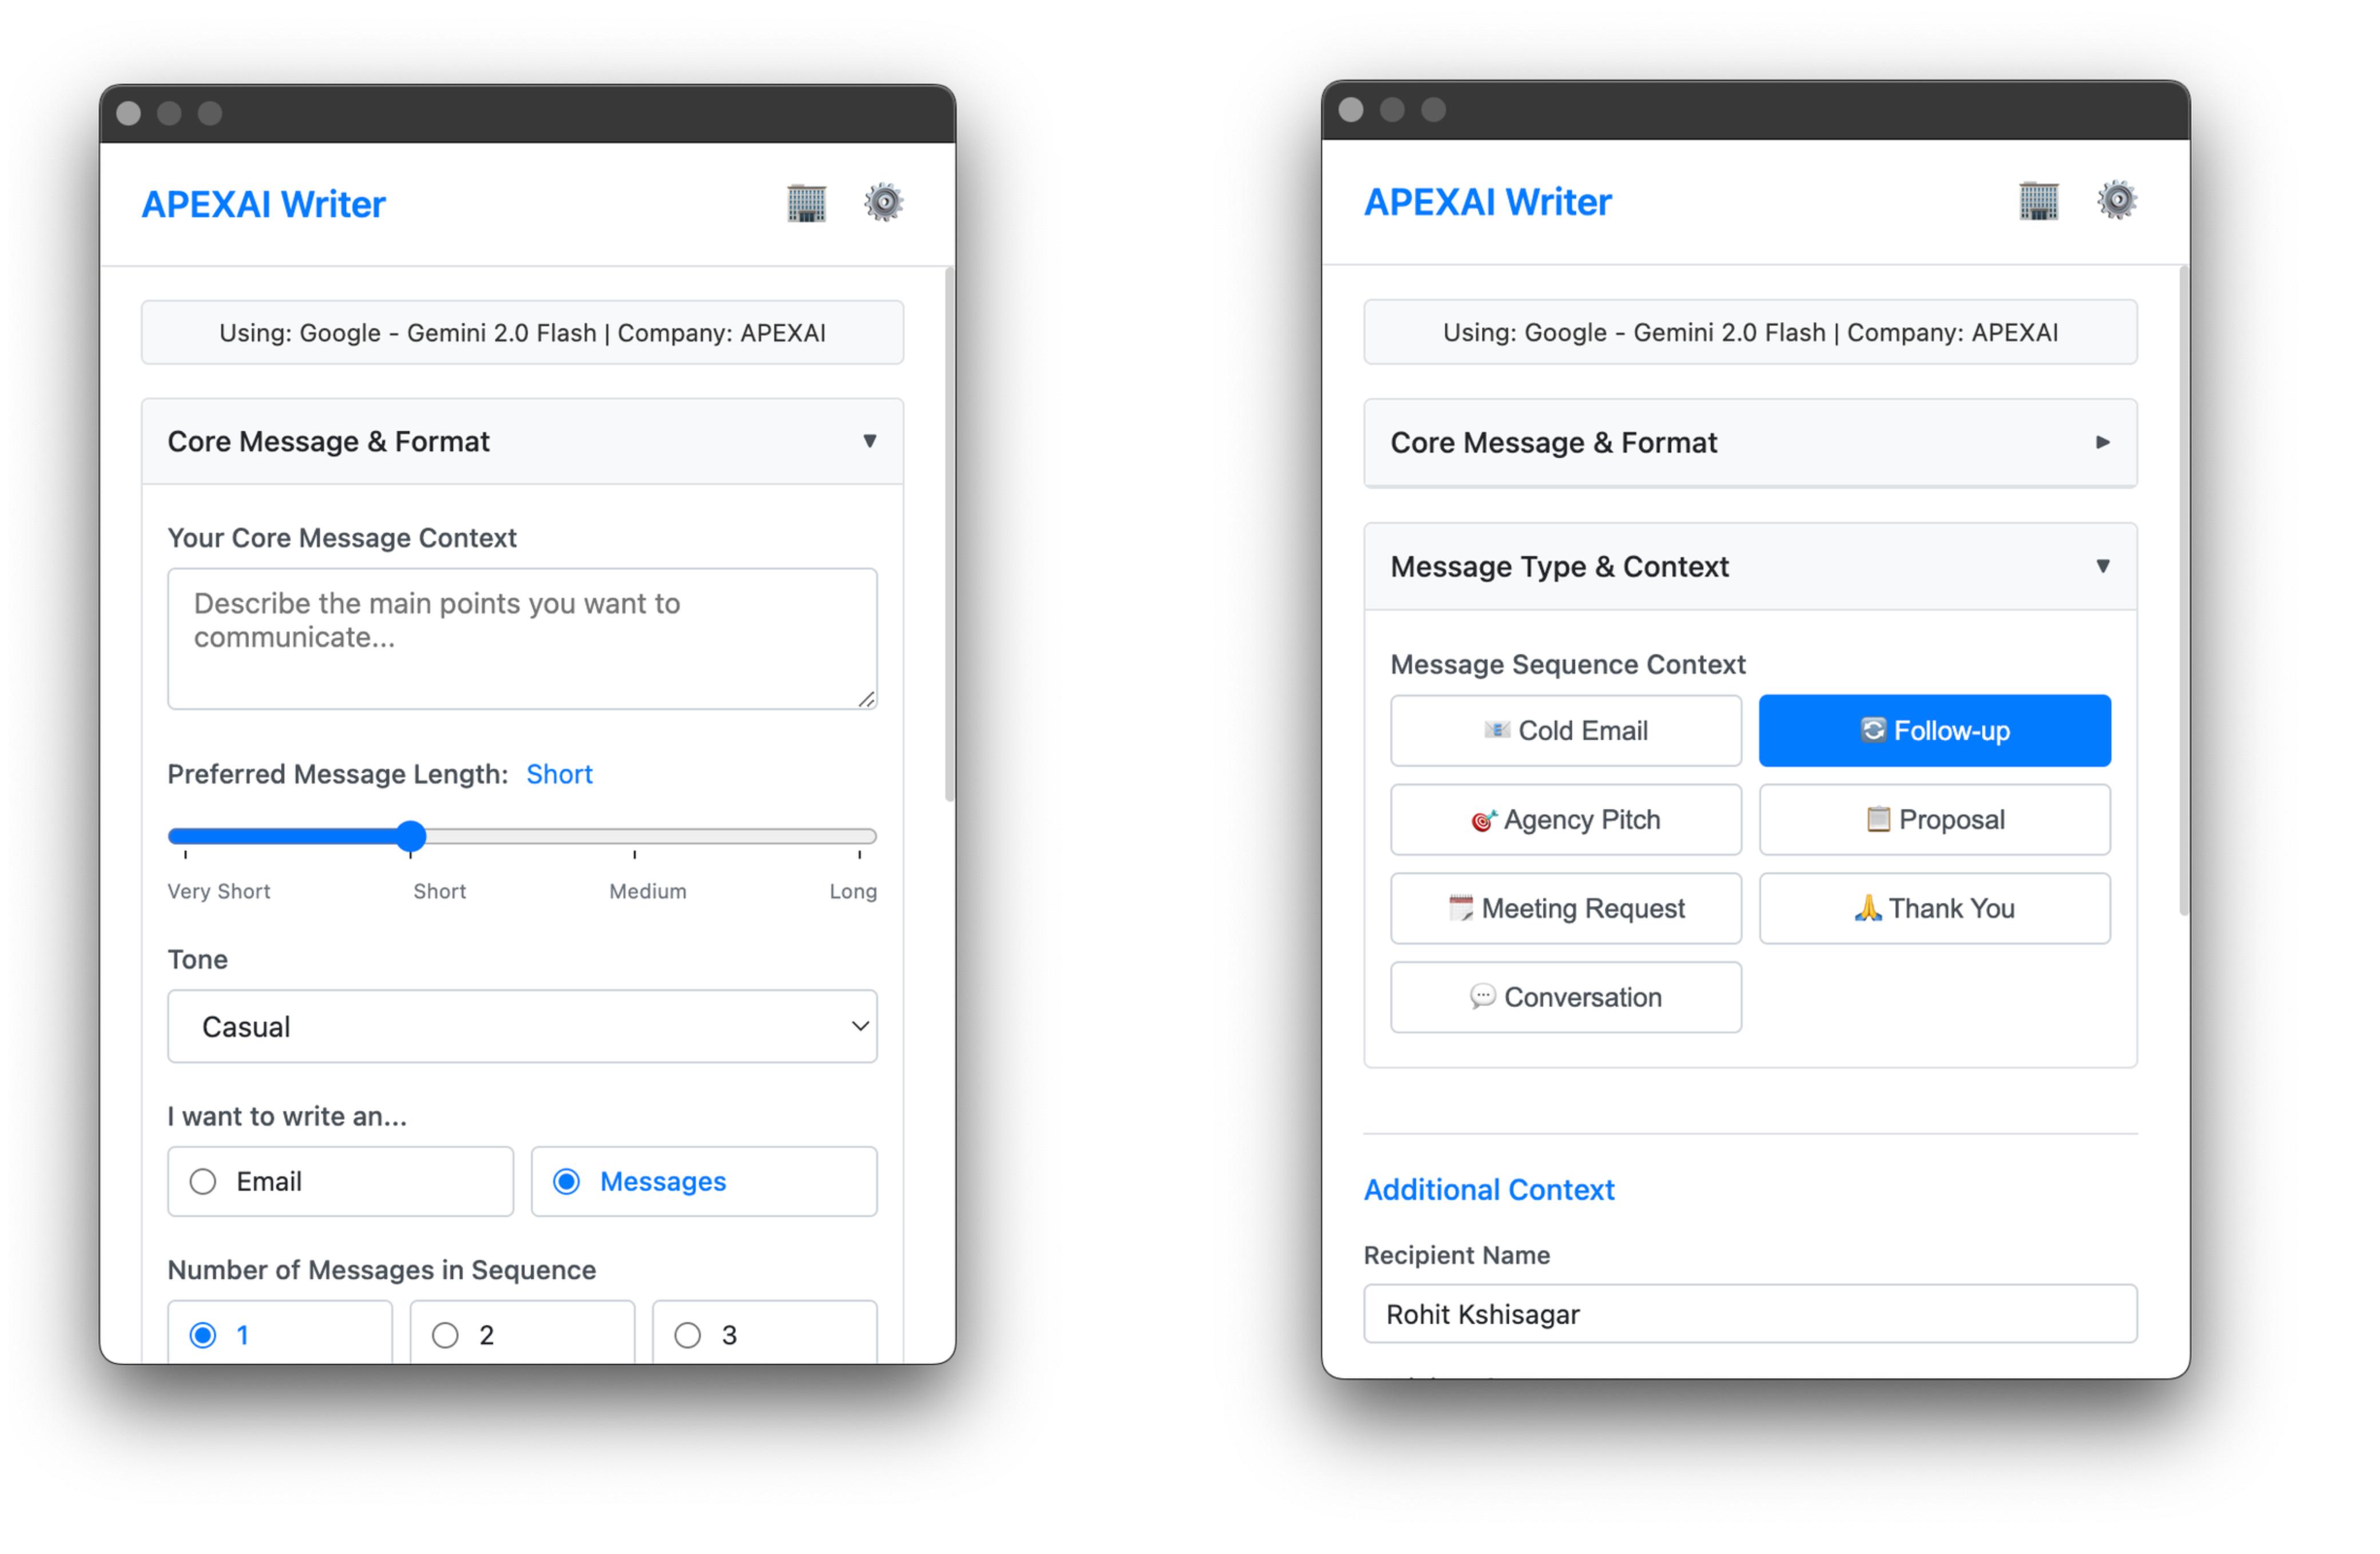 APEXAI Writer
Using: Google - Gemini 2.0 Flash | Company: APEXAI
Core Message & Format
Your Core Message Context
Describe the main points you want to
communicate...
Preferred Message Length: Short
Very Short Short Medium Long
Tone
Casual
I want to write an...
Email Messages
Number of Messages in Sequence
1 2 3
APEXAI Writer
Using: Google - Gemini 2.0 Flash | Company: APEXAI
Core Message & Format
Message Type & Context
Message Sequence Context
Cold Email Follow-up
Agency Pitch Proposal
Meeting Request Thank You
Conversation
Additional Context
Recipient Name
Rohit Kshisagar